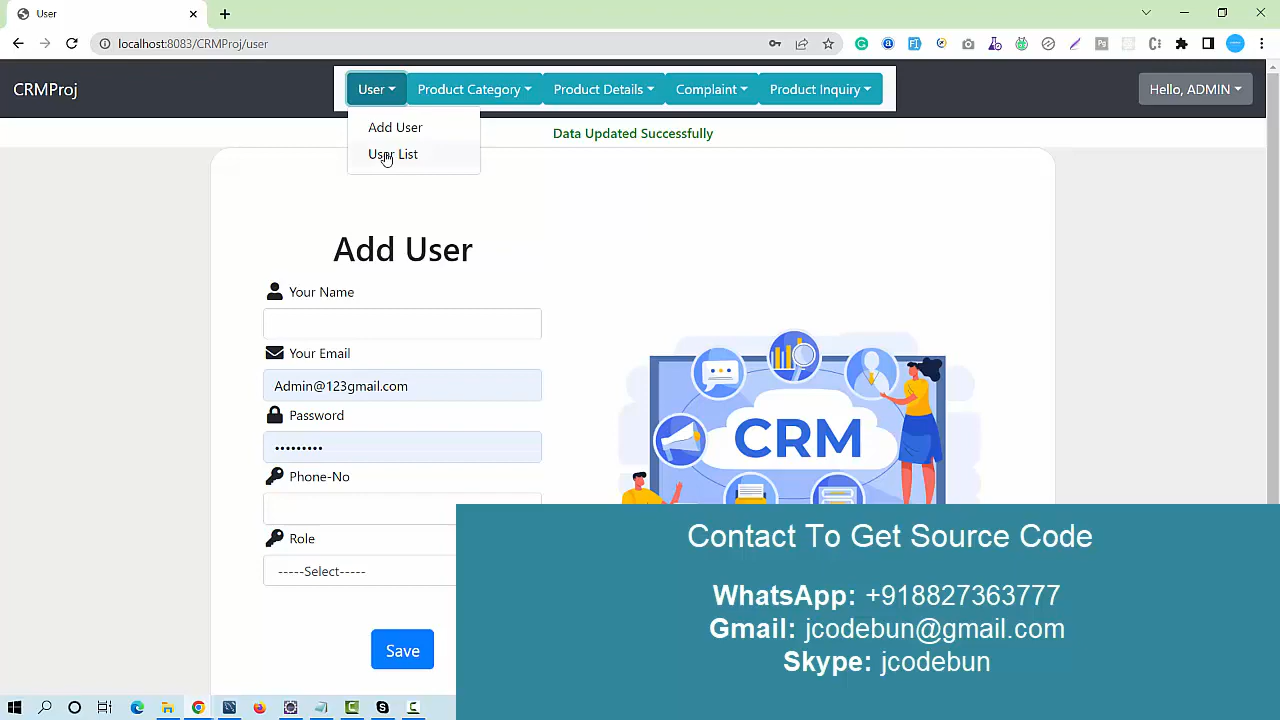 User
localhost:8083/CRMProj/user
CRMProj
User
Product Category
Product Details
Complaint
Product Inquiry
Hello, ADMIN
Add User
User List
Data Updated Successfully
Add User
Your Name
Your Email
Admin@123gmail.com
Password
•••••••••
Phone-No
Role
-----Select-----
Save
CRM
Contact To Get Source Code
WhatsApp: +918827363777
Gmail: jcodebun@gmail.com
Skype: jcodebun